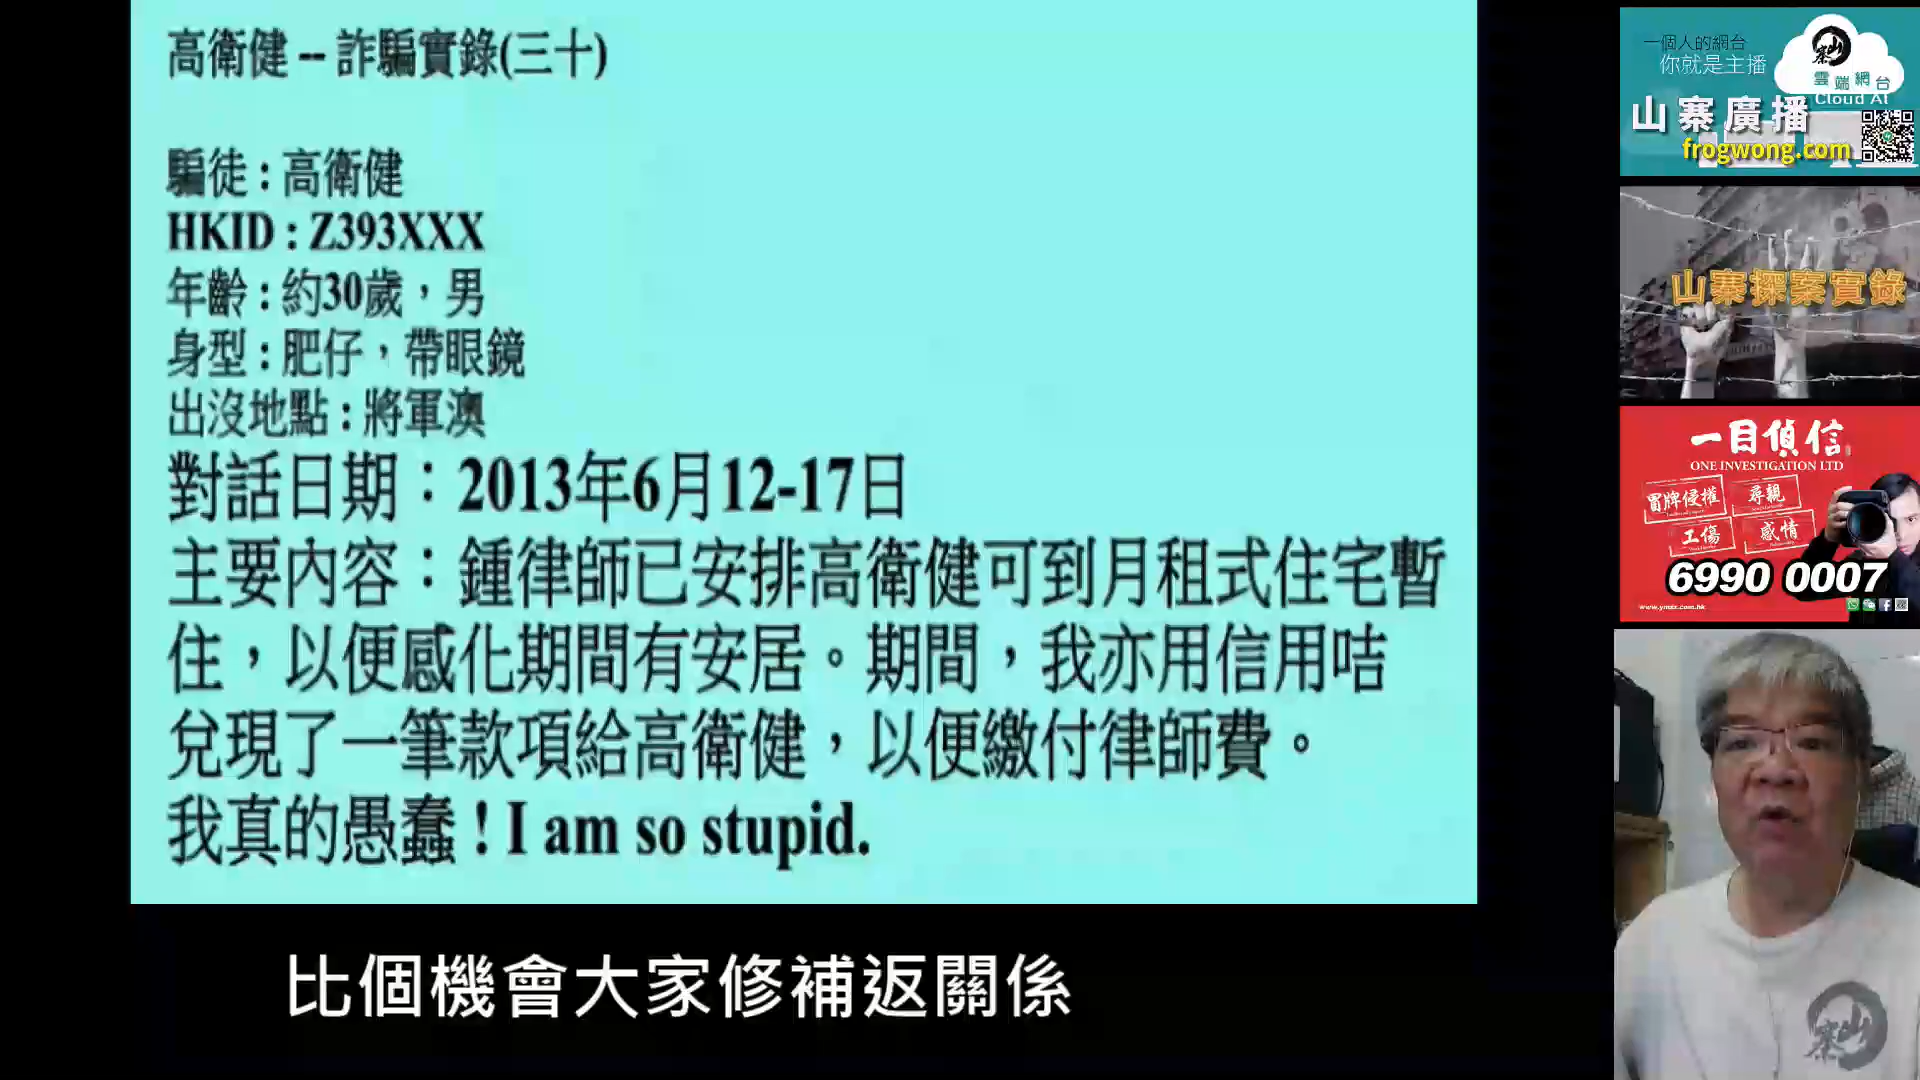 高衛健 -- 詐騙實錄(三十)
騙徒 : 高衛健
HKID : Z393XXX
年齡 : 約30歲，男
身型 : 肥仔，帶眼鏡
出沒地點 : 將軍澳
對話日期：2013年6月12-17日
主要內容：鍾律師已安排高衛健可到月租式住宅暫
住，以便感化期間有安居。期間，我亦用信用咭
兌現了一筆款項給高衛健，以便繳付律師費。
我真的愚蠢 ! I am so stupid.
比個機會大家修補返關係
一個人的網台
你就是主播
山寨
雲端網台
Cloud AI
山寨廣播
frogwong.com
山寨探案實錄
一目偵信
ONE INVESTIGATION LTD
冒牌侵權
尋親
工傷
感情
6990 0007
山寨